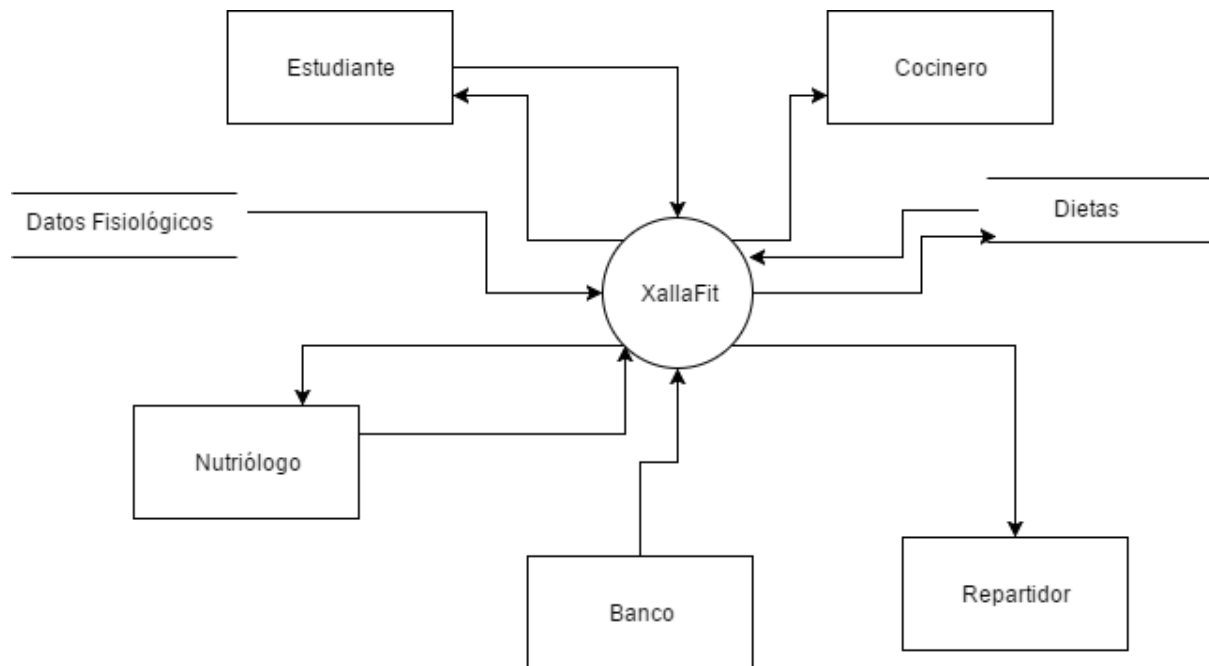 Estudiante
Cocinero
Datos Fisiológicos
Dietas
XallaFit
Nutriólogo
Banco
Repartidor